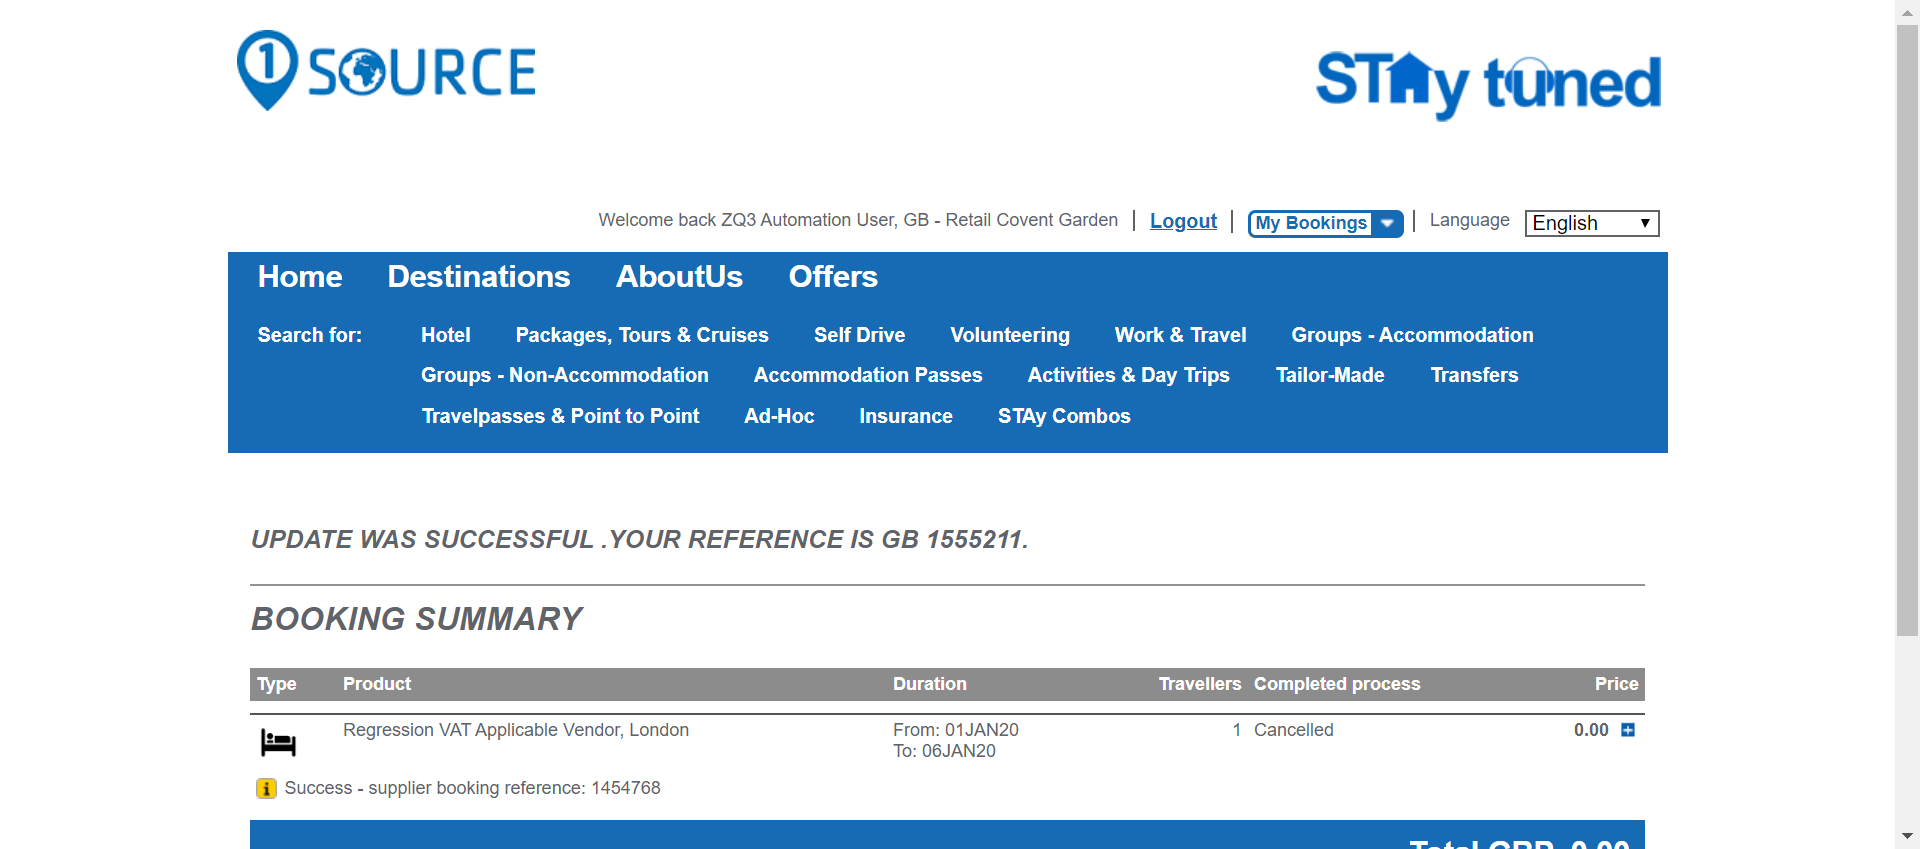 1 SOURCE
STAy tuned
Welcome back ZQ3 Automation User, GB - Retail Covent Garden | Logout | My Bookings | Language English
Home Destinations AboutUs Offers
Search for: Hotel Packages, Tours & Cruises Self Drive Volunteering Work & Travel Groups - Accommodation
Groups - Non-Accommodation Accommodation Passes Activities & Day Trips Tailor-Made Transfers
Travelpasses & Point to Point Ad-Hoc Insurance STAy Combos
UPDATE WAS SUCCESSFUL .YOUR REFERENCE IS GB 1555211.
BOOKING SUMMARY
Type Product Duration Travellers Completed process Price
Regression VAT Applicable Vendor, London From: 01JAN20 1 Cancelled 0.00
To: 06JAN20
Success - supplier booking reference: 1454768
Total GBP 0.00